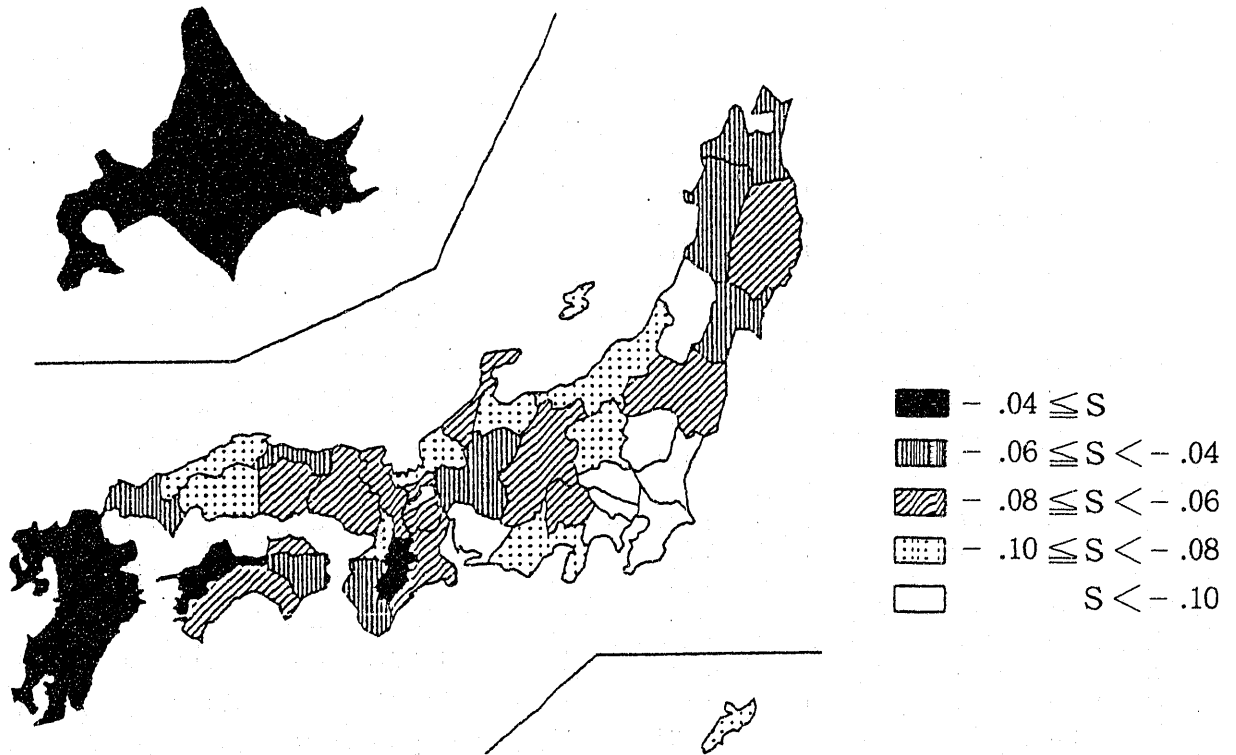 − .04 ≦ S
− .06 ≦ S < − .04
− .08 ≦ S < − .06
− .10 ≦ S < − .08
S < − .10